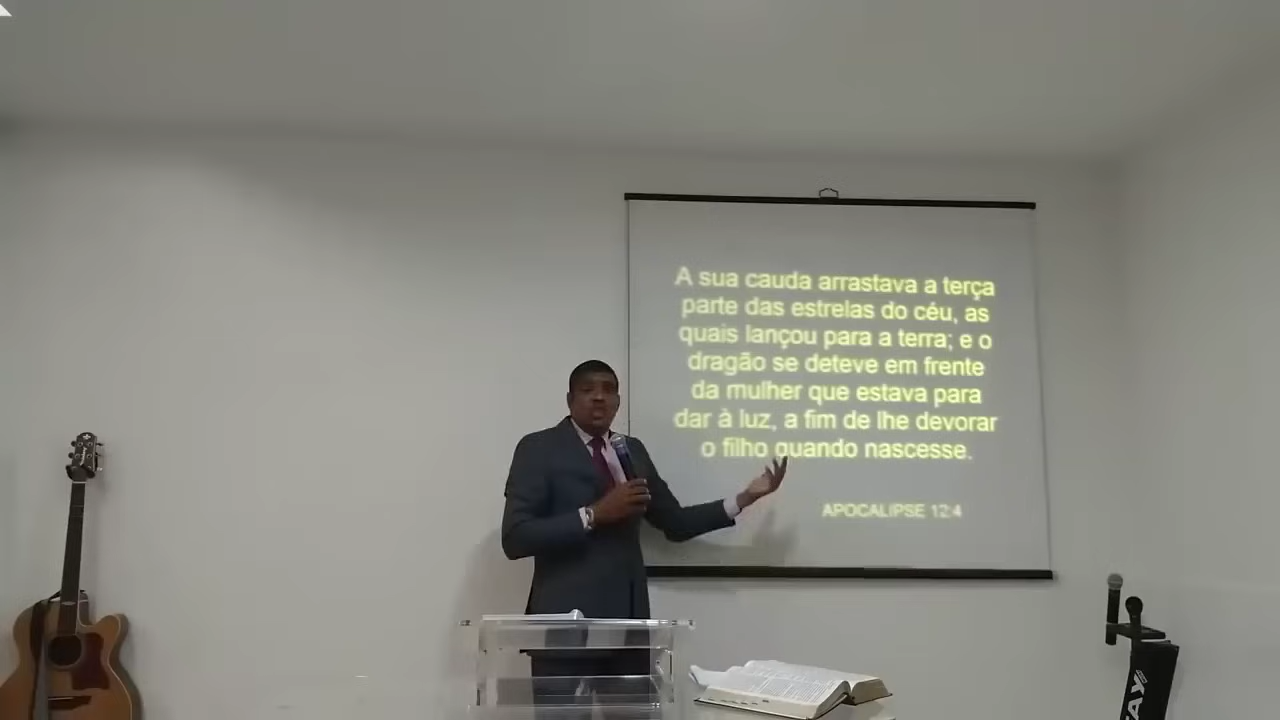 A sua cauda arrastava a terça
parte das estrelas do céu, as
quais lançou para a terra; e o
dragão se deteve em frente
da mulher que estava para
dar à luz, a fim de lhe devorar
o filho quando nascesse.
APOCALIPSE 12:4